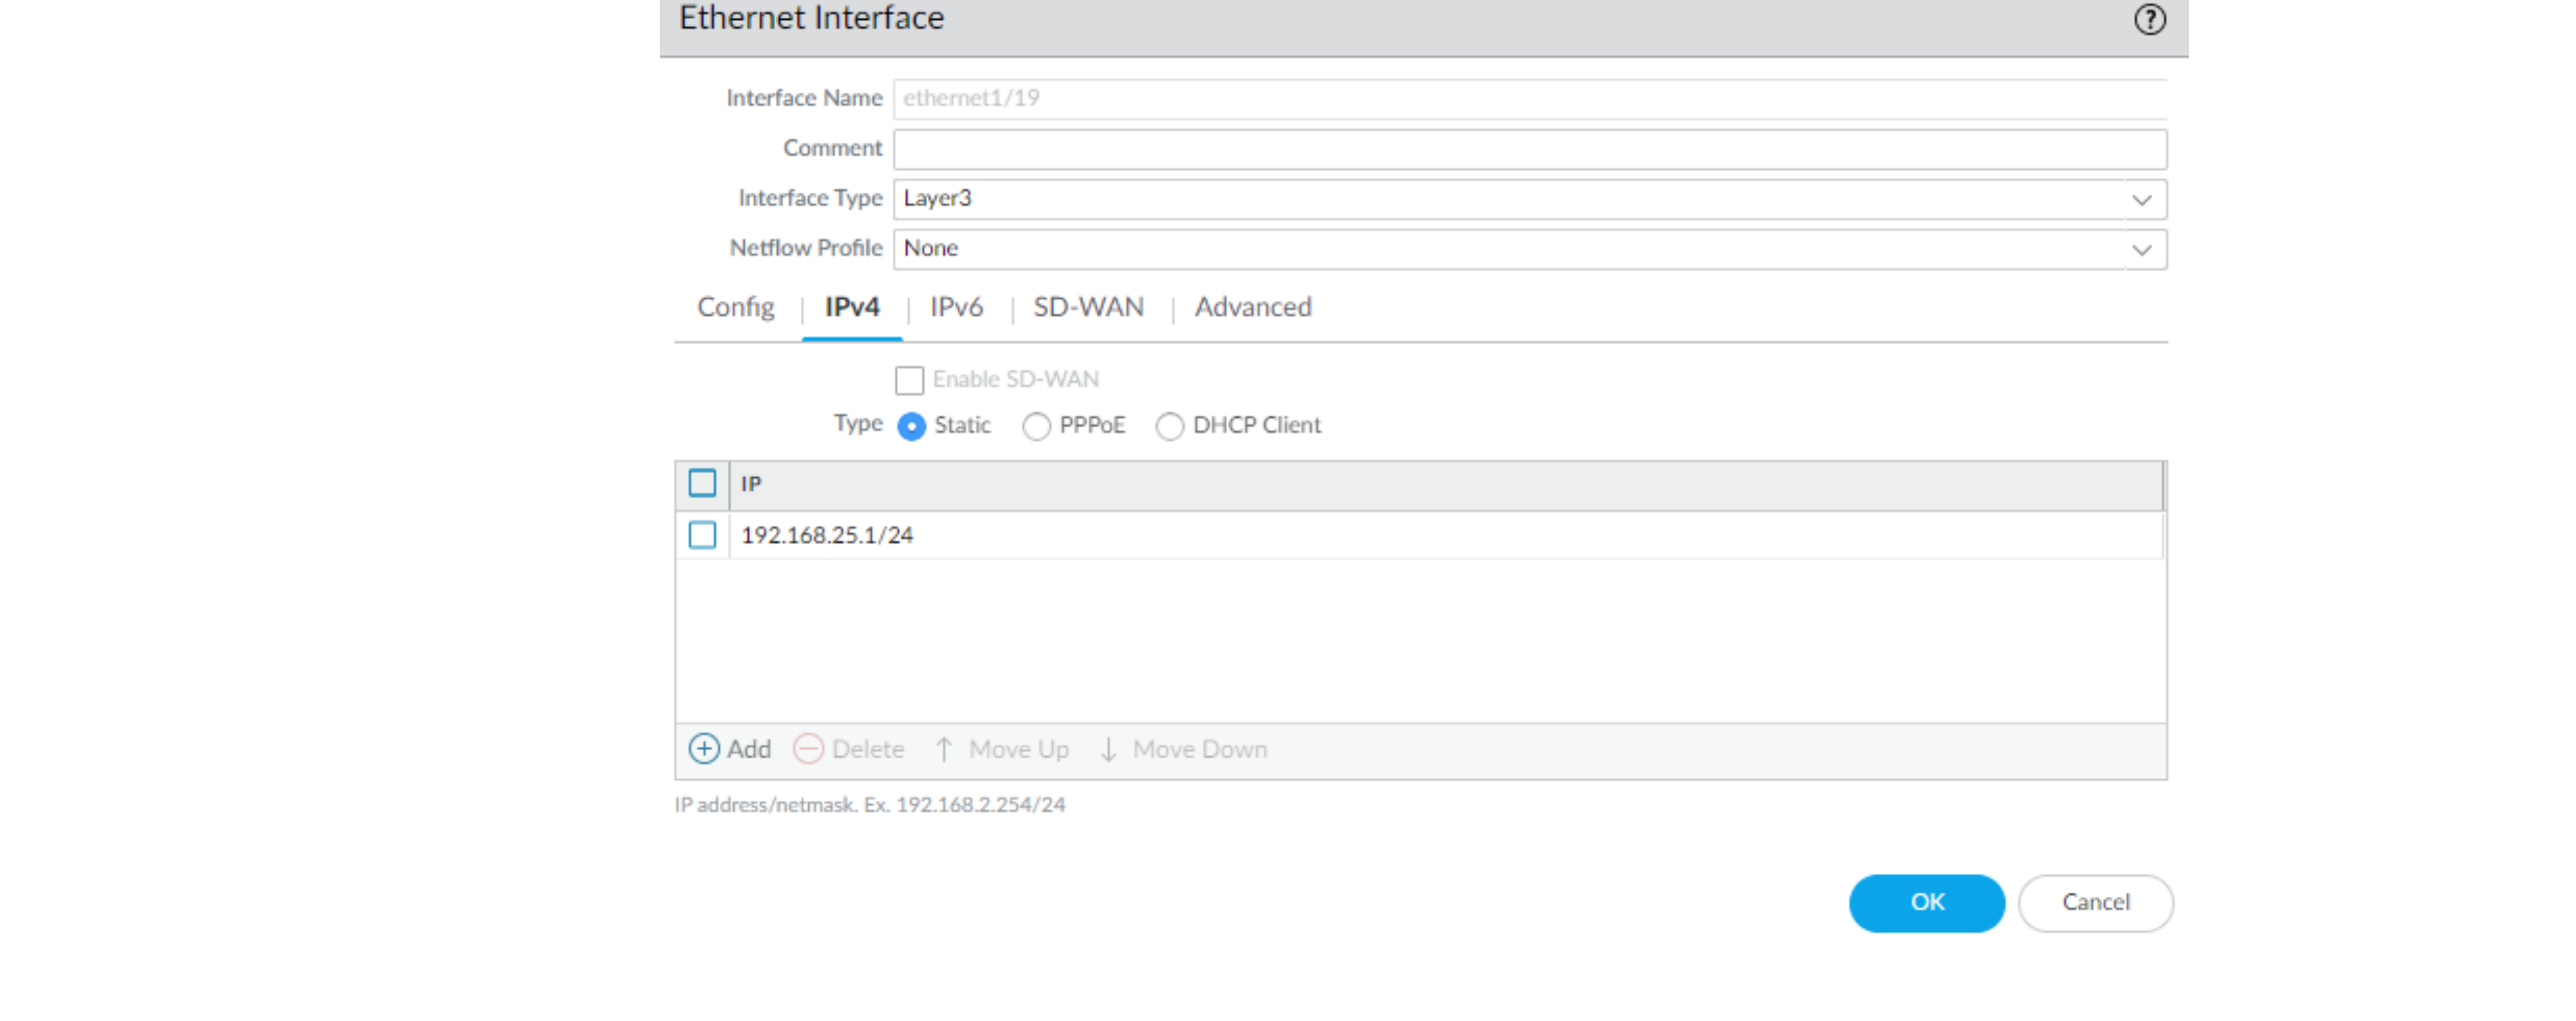 Ethernet Interface
Interface Name ethernet1/19
Comment
Interface Type Layer3
Netflow Profile None
Config | IPv4 | IPv6 | SD-WAN | Advanced
Enable SD-WAN
Type Static PPPoE DHCP Client
IP
192.168.25.1/24
Add Delete Move Up Move Down
IP address/netmask. Ex. 192.168.2.254/24
OK Cancel